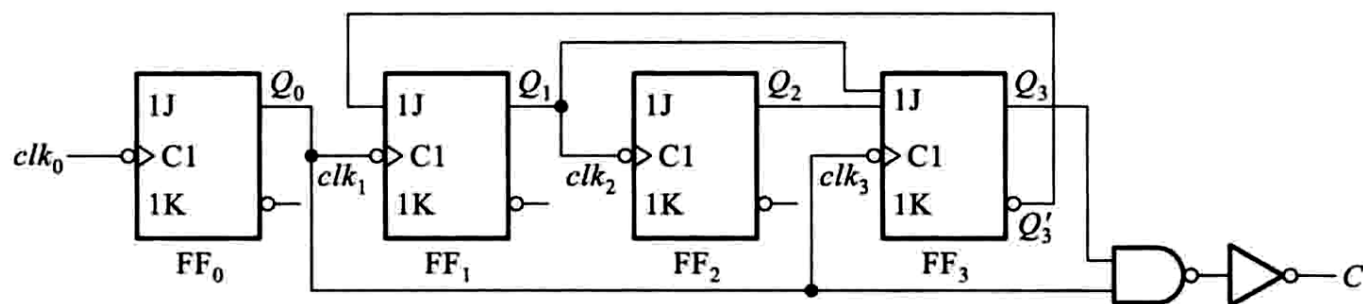 Q₀ Q₁ Q₂ Q₃
1J 1J 1J 1J
clk₀ C1 clk₁ C1 clk₂ C1 clk₃ C1
1K 1K 1K 1K
Q₃′
FF₀ FF₁ FF₂ FF₃
C